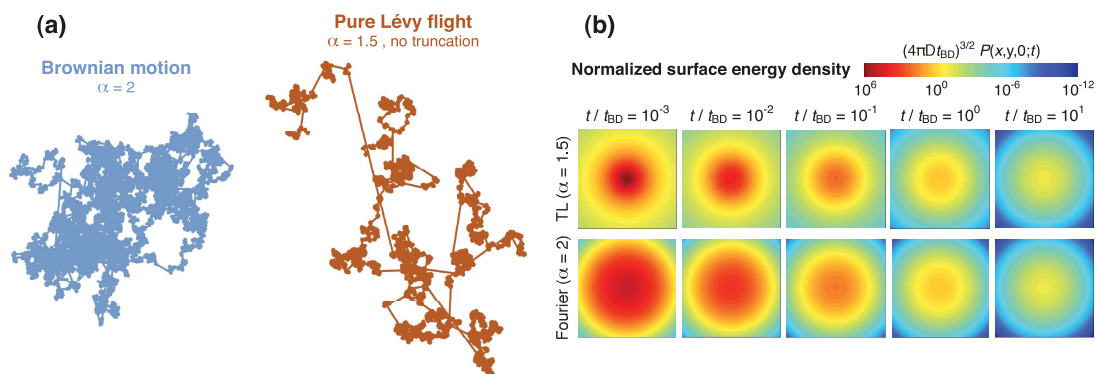 (a)
Brownian motion
α = 2
Pure Lévy flight
α = 1.5 , no truncation
(b)
Normalized surface energy density
(4πDt_BD)^3/2 P(x,y,0;t)
10^6 10^0 10^-6 10^-12
t / t_BD = 10^-3 t / t_BD = 10^-2 t / t_BD = 10^-1 t / t_BD = 10^0 t / t_BD = 10^1
TL (α = 1.5)
Fourier (α = 2)